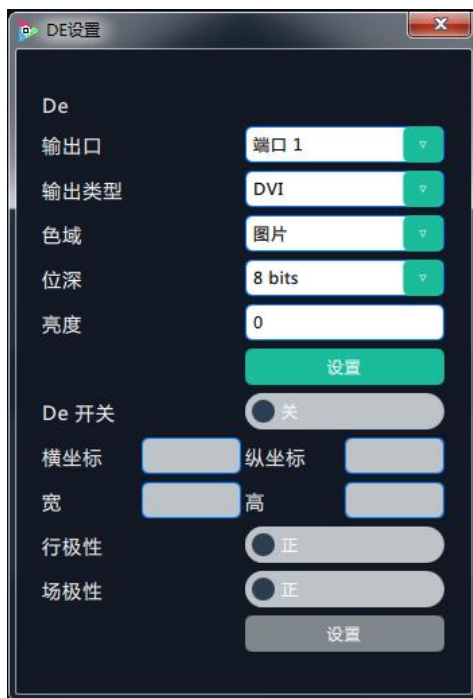 DE设置
De
输出口 端口 1
输出类型 DVI
色域 图片
位深 8 bits
亮度 0
设置
De 开关 关
横坐标 纵坐标
宽 高
行极性 正
场极性 正
设置